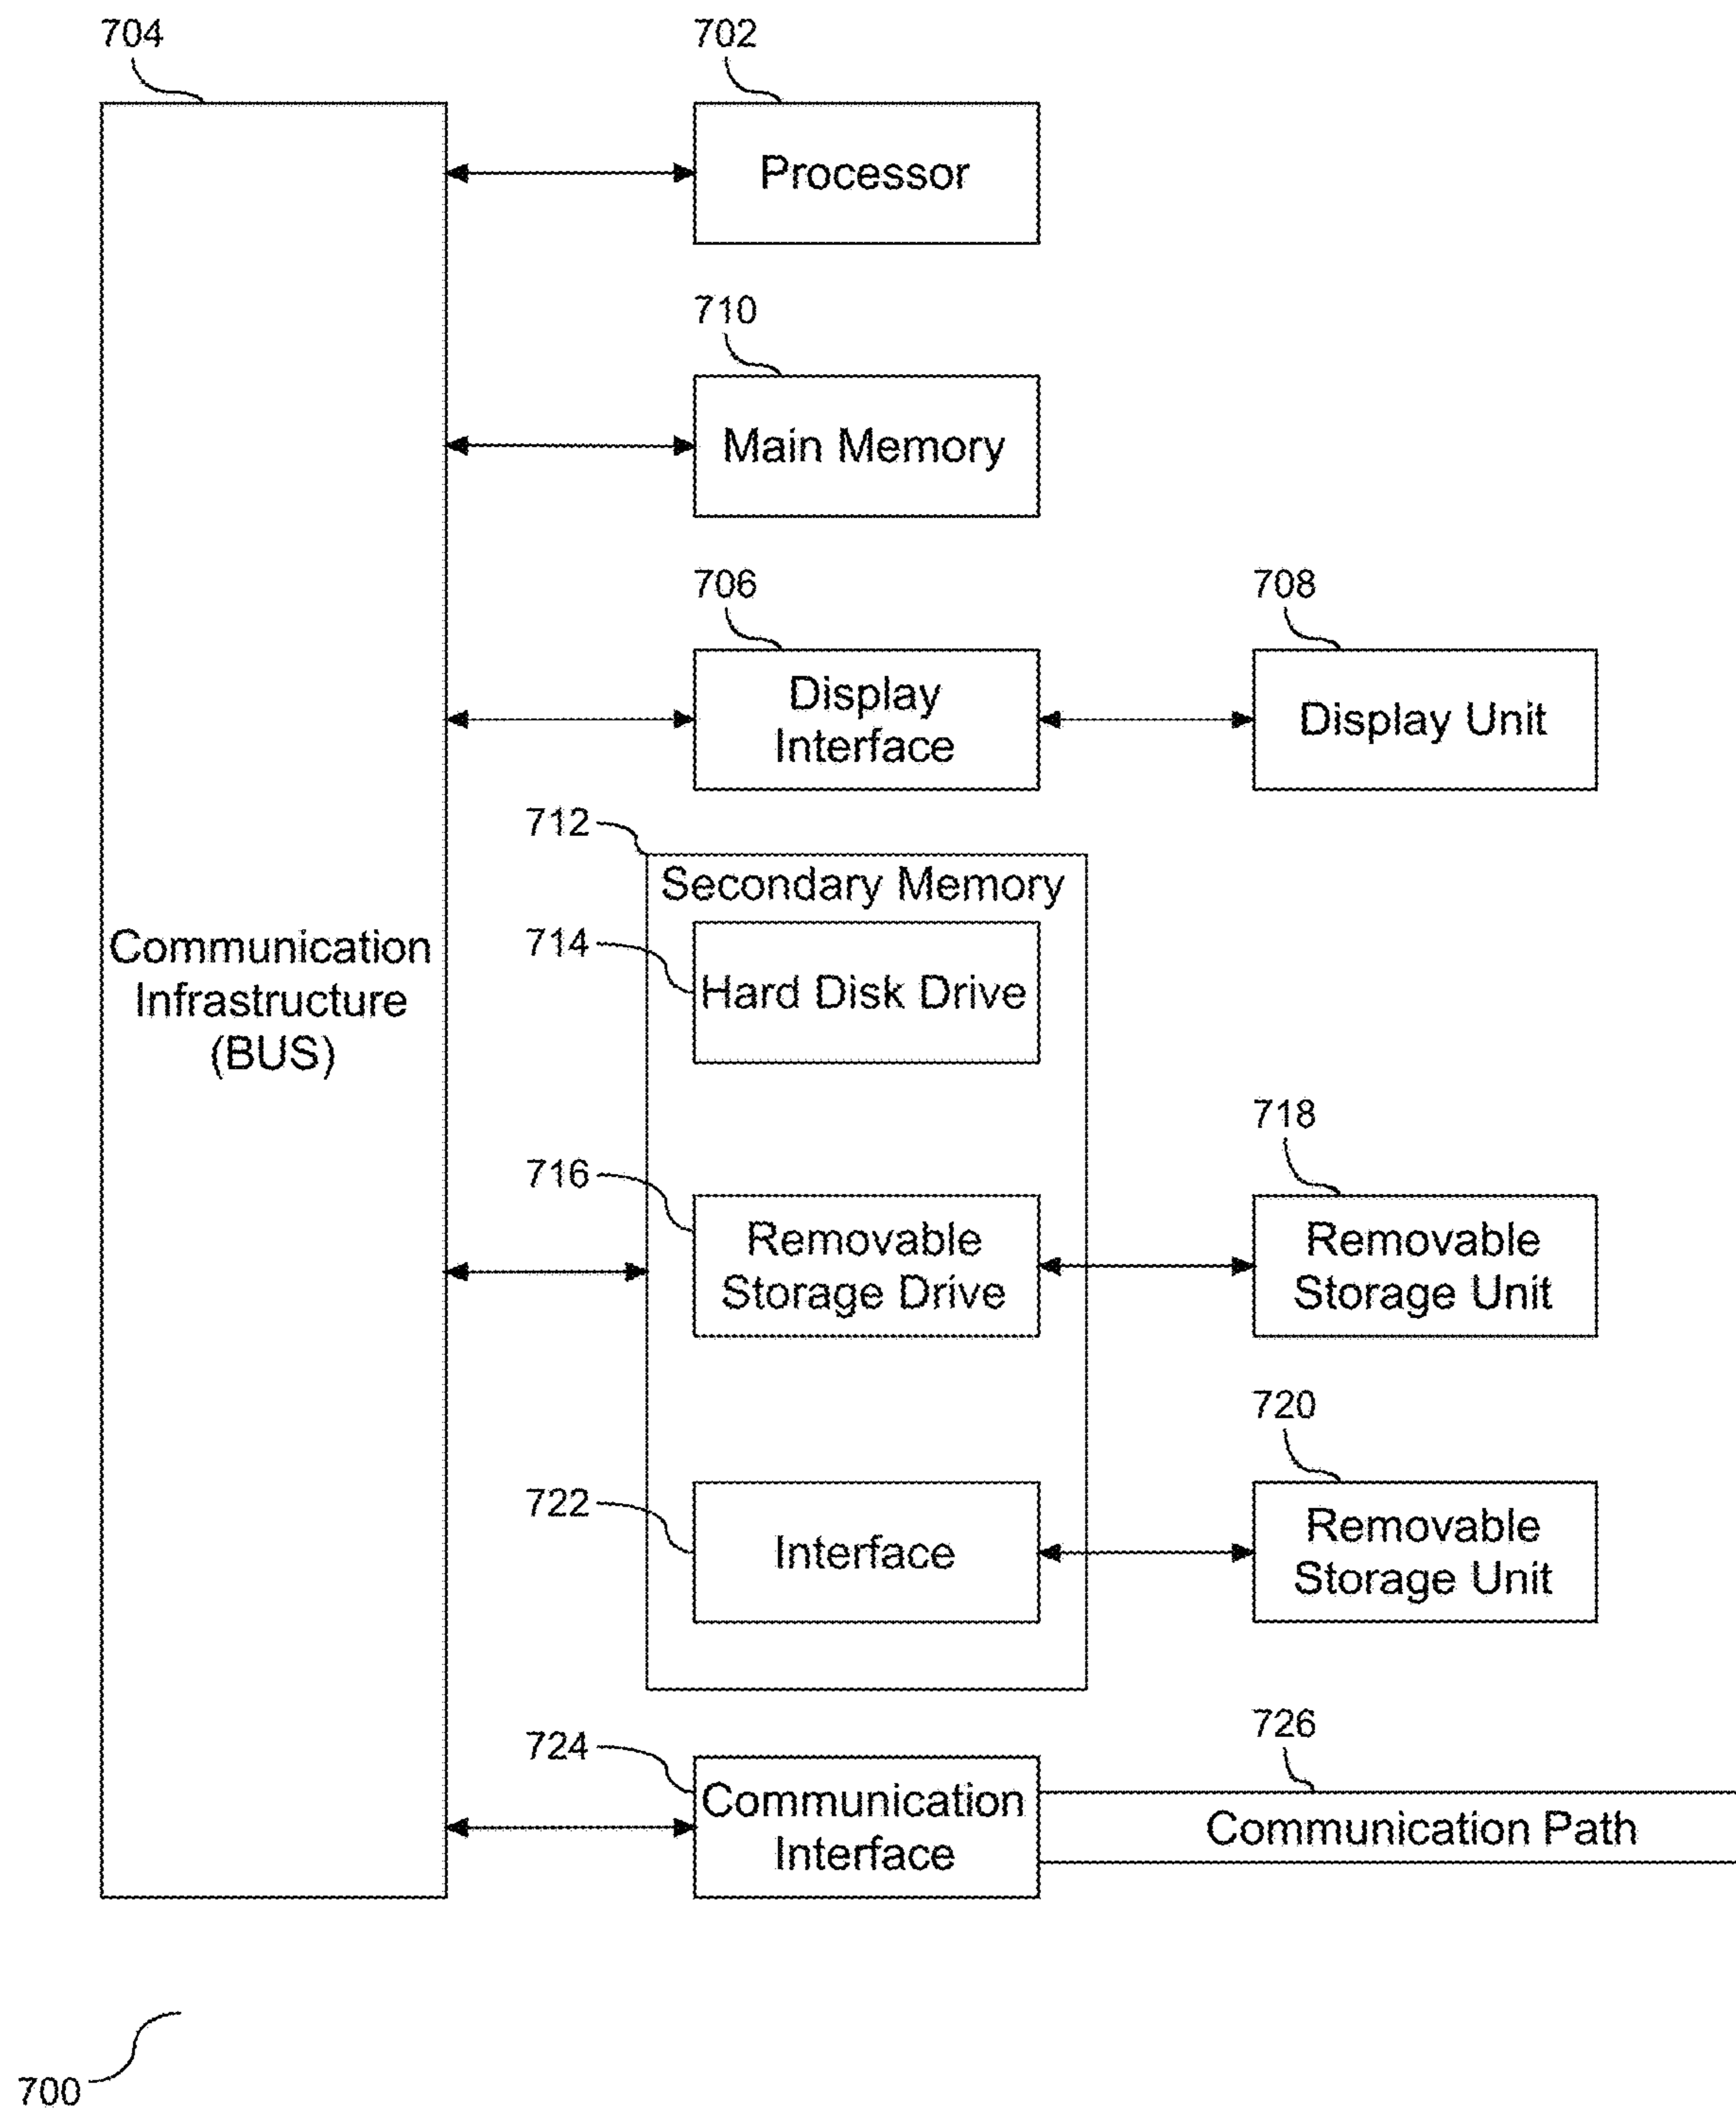 704
702
Processor
710
Main Memory
706
708
Display
Interface
Display Unit
712
Secondary Memory
714
Hard Disk Drive
Communication
Infrastructure
(BUS)
718
716
Removable
Storage Drive
Removable
Storage Unit
720
722
Interface
Removable
Storage Unit
726
724
Communication
Interface
Communication Path
700